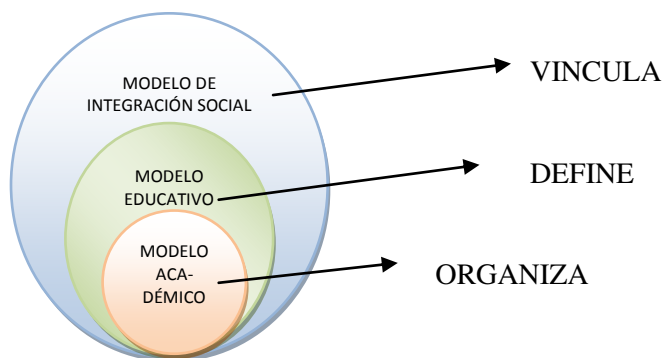 MODELO DE
INTEGRACIÓN SOCIAL
VINCULA
MODELO
EDUCATIVO
DEFINE
MODELO
ACA-
DÉMICO
ORGANIZA